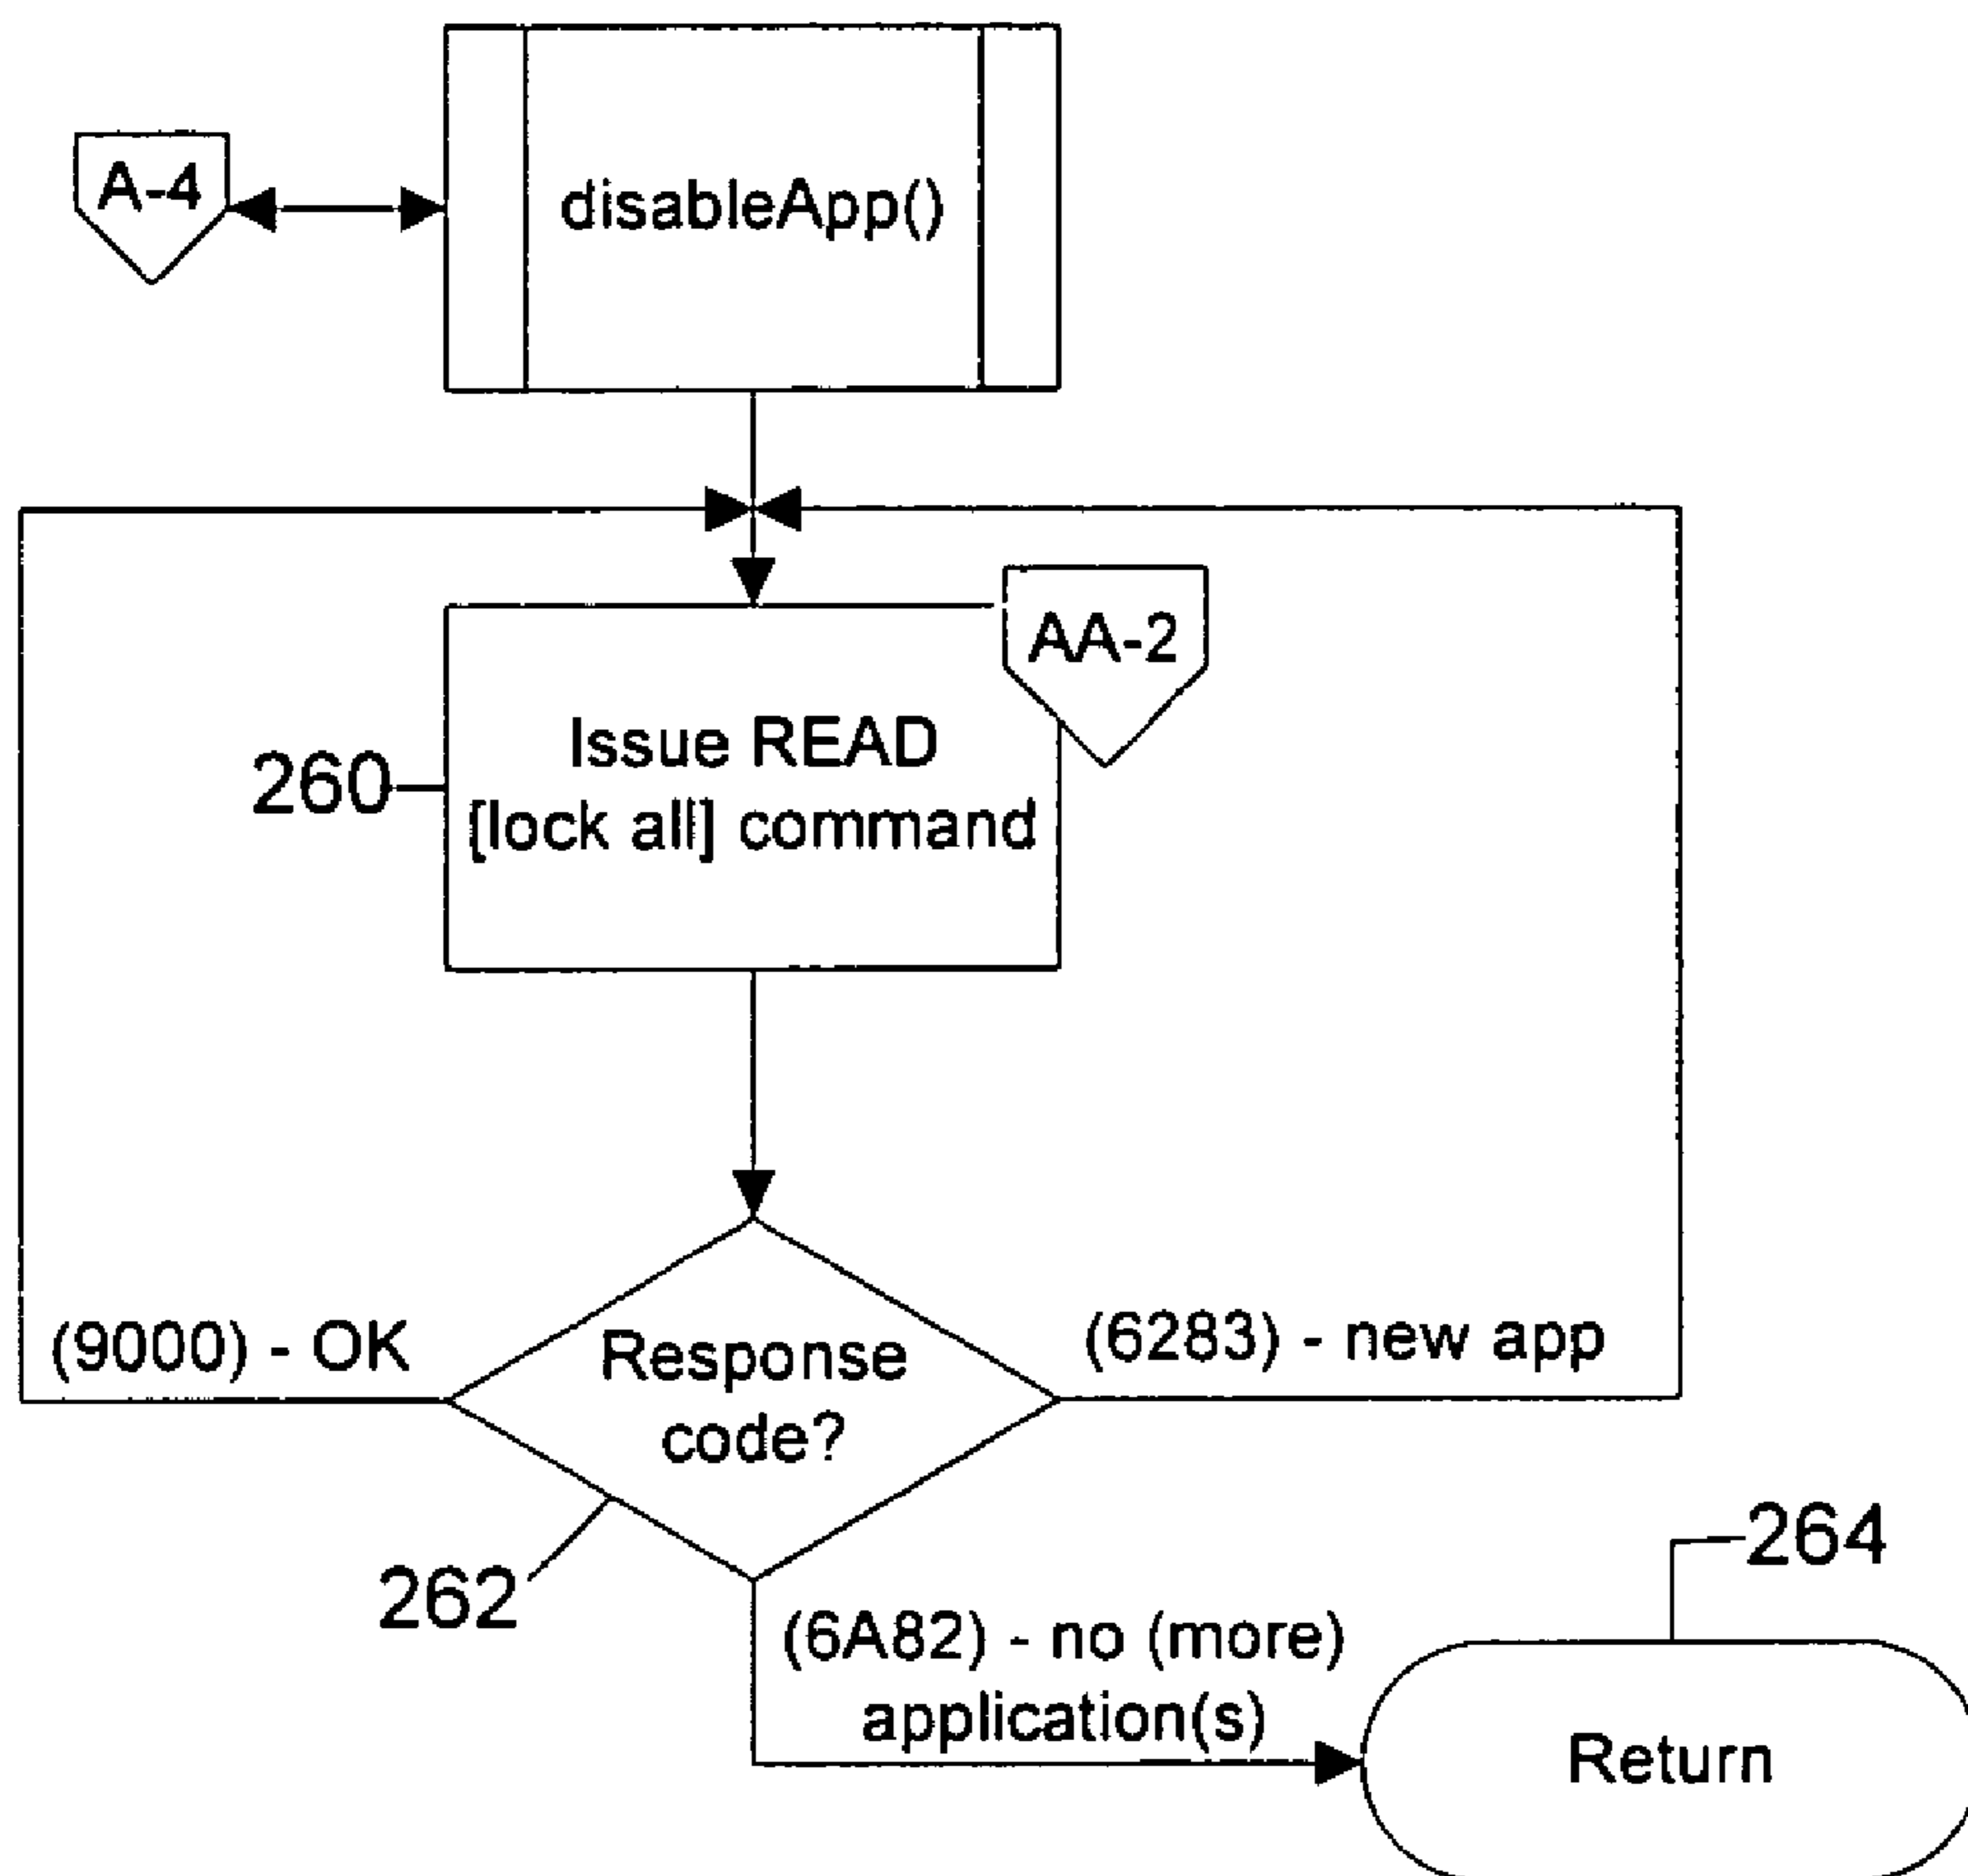 A-4
disableApp()
AA-2
Issue READ
[lock all] command
260
(9000) - OK
Response
code?
(6283) - new app
262
264
(6A82) - no (more)
application(s)
Return